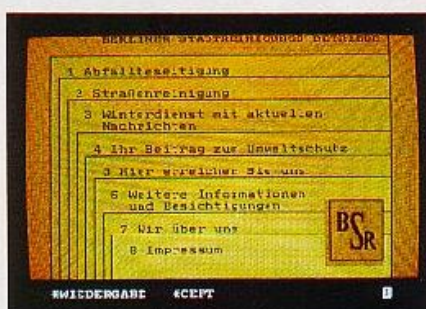 BERLINER STADTREINIGUNGS BETRIEBE
1 Abfallbeseitigung
2 Straßenreinigung
3 Winterdienst mit aktuellen
Nachrichten
4 Ihr Beitrag zum Umweltschutz
5 Hier erreichen Sie uns
6 Weitere Informationen
und Besichtigungen
7 Wir über uns
8 Impressum
BSR
#WIEDERGABE #CEPT